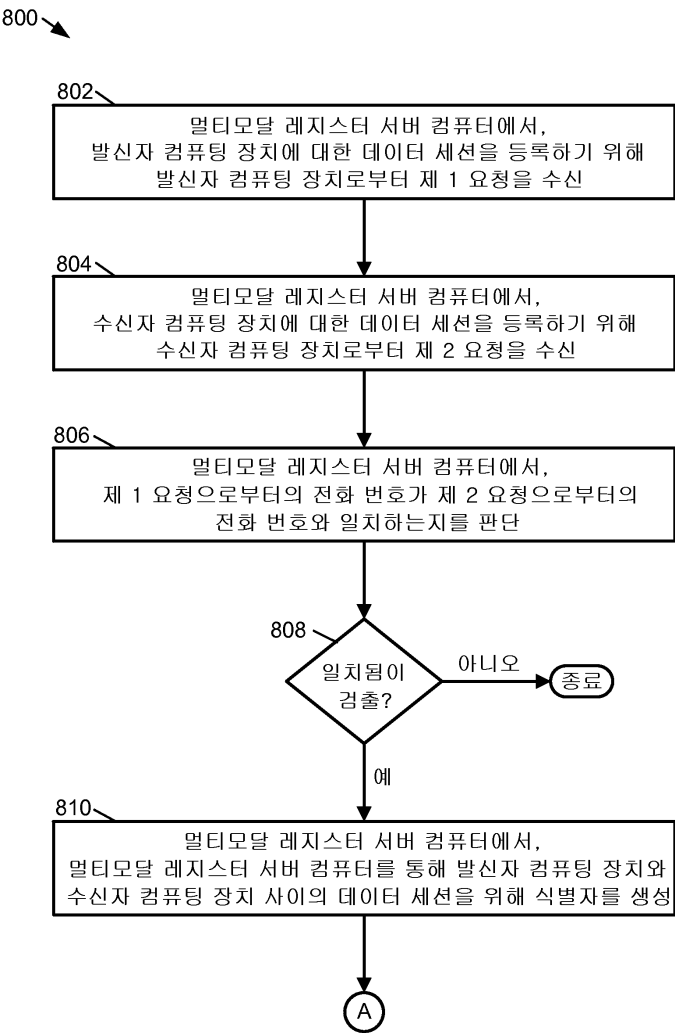 800
802
멀티모달 레지스터 서버 컴퓨터에서,
발신자 컴퓨팅 장치에 대한 데이터 세션을 등록하기 위해
발신자 컴퓨팅 장치로부터 제 1 요청을 수신
804
멀티모달 레지스터 서버 컴퓨터에서,
수신자 컴퓨팅 장치에 대한 데이터 세션을 등록하기 위해
수신자 컴퓨팅 장치로부터 제 2 요청을 수신
806
멀티모달 레지스터 서버 컴퓨터에서,
제 1 요청으로부터의 전화 번호가 제 2 요청으로부터의
전화 번호와 일치하는지를 판단
808
일치됨이
검출?
아니오
종료
예
810
멀티모달 레지스터 서버 컴퓨터에서,
멀티모달 레지스터 서버 컴퓨터를 통해 발신자 컴퓨팅 장치와
수신자 컴퓨팅 장치 사이의 데이터 세션을 위해 식별자를 생성
A